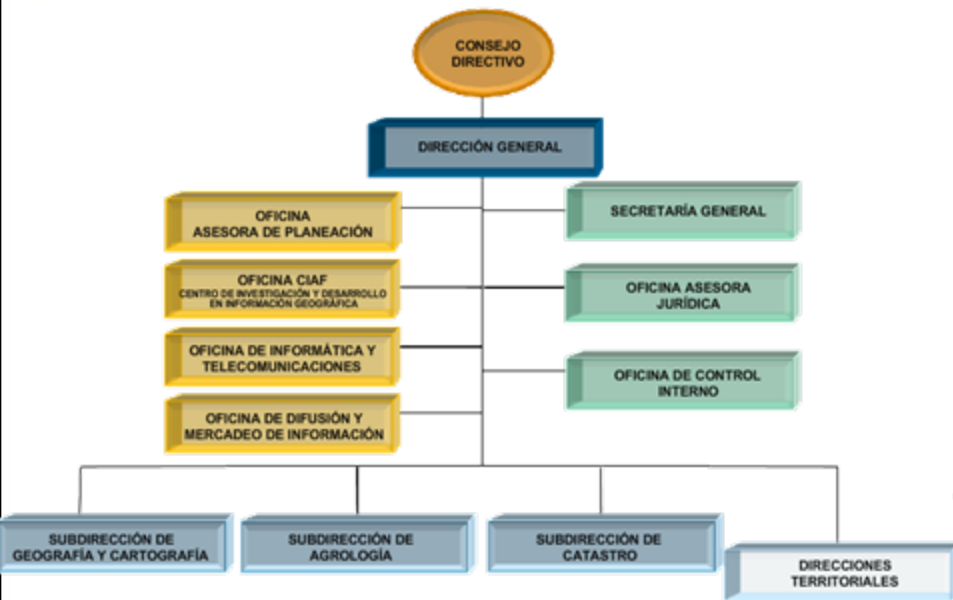 CONSEJO
DIRECTIVO
DIRECCIÓN GENERAL
OFICINA
ASESORA DE PLANEACIÓN
SECRETARÍA GENERAL
OFICINA CIAF
CENTRO DE INVESTIGACIÓN Y DESARROLLO
EN INFORMACIÓN GEOGRÁFICA
OFICINA ASESORA
JURÍDICA
OFICINA DE INFORMÁTICA Y
TELECOMUNICACIONES
OFICINA DE CONTROL
INTERNO
OFICINA DE DIFUSIÓN Y
MERCADEO DE INFORMACIÓN
SUBDIRECCIÓN DE
GEOGRAFÍA Y CARTOGRAFÍA
SUBDIRECCIÓN DE
AGROLOGÍA
SUBDIRECCIÓN DE
CATASTRO
DIRECCIONES
TERRITORIALES